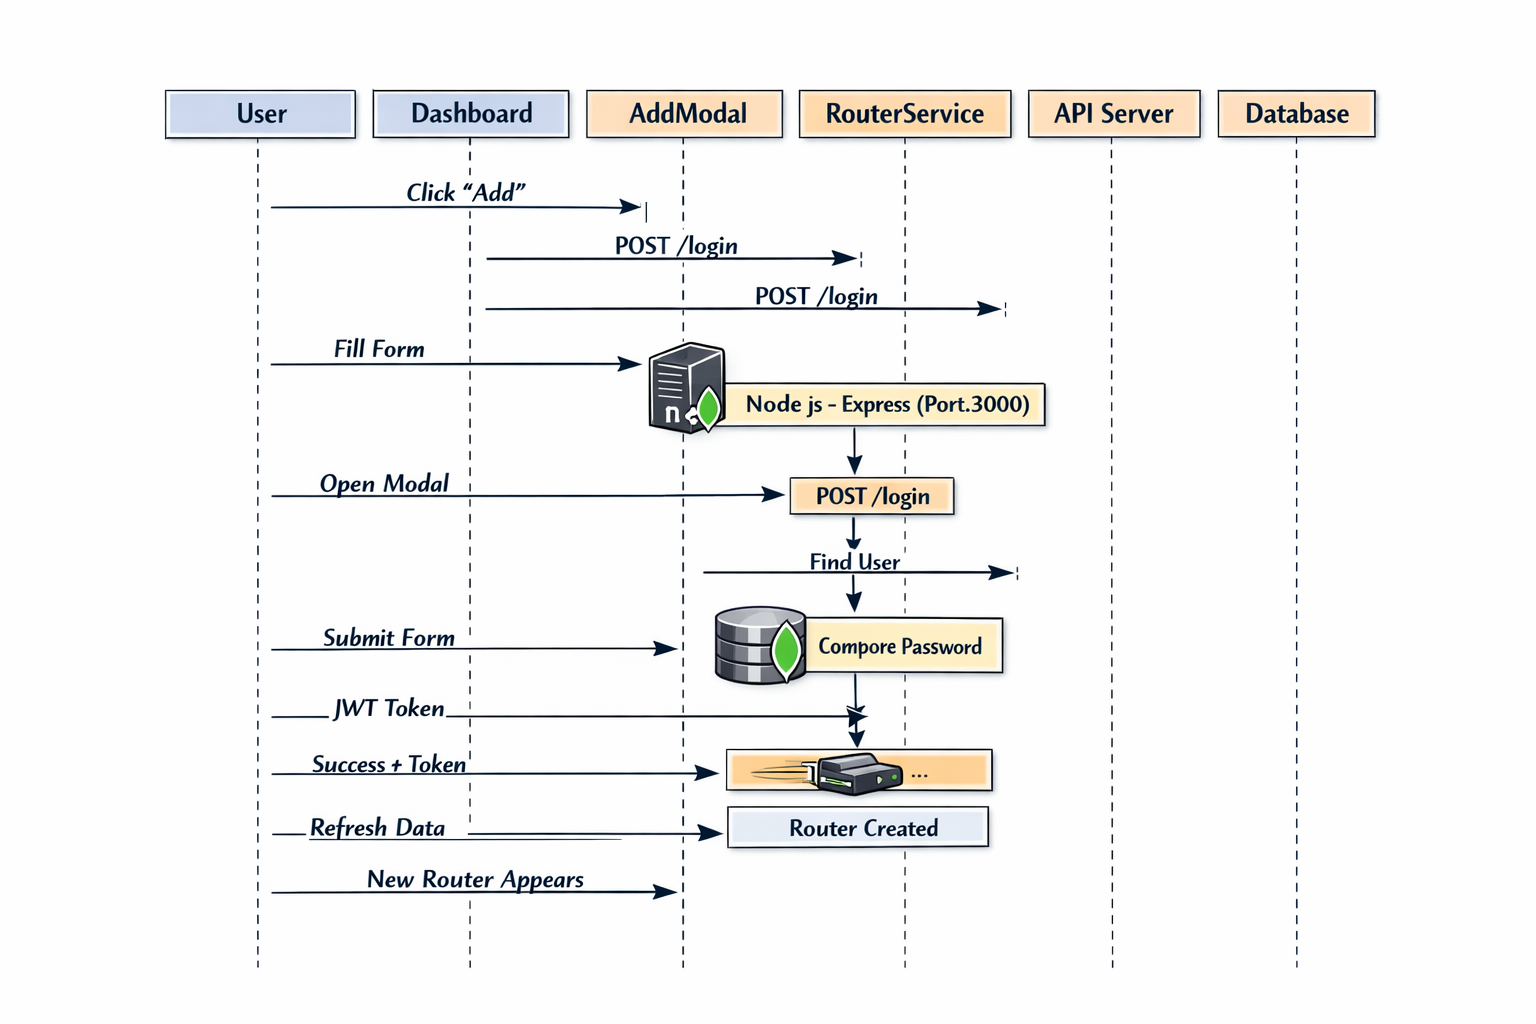 User
Dashboard
AddModal
RouterService
API Server
Database
Click “Add”
POST /login
POST /login
Fill Form
Node js - Express (Port.3000)
Open Modal
POST /login
Find User
Submit Form
Compore Password
JWT Token
Success + Token
...
Refresh Data
Router Created
New Router Appears